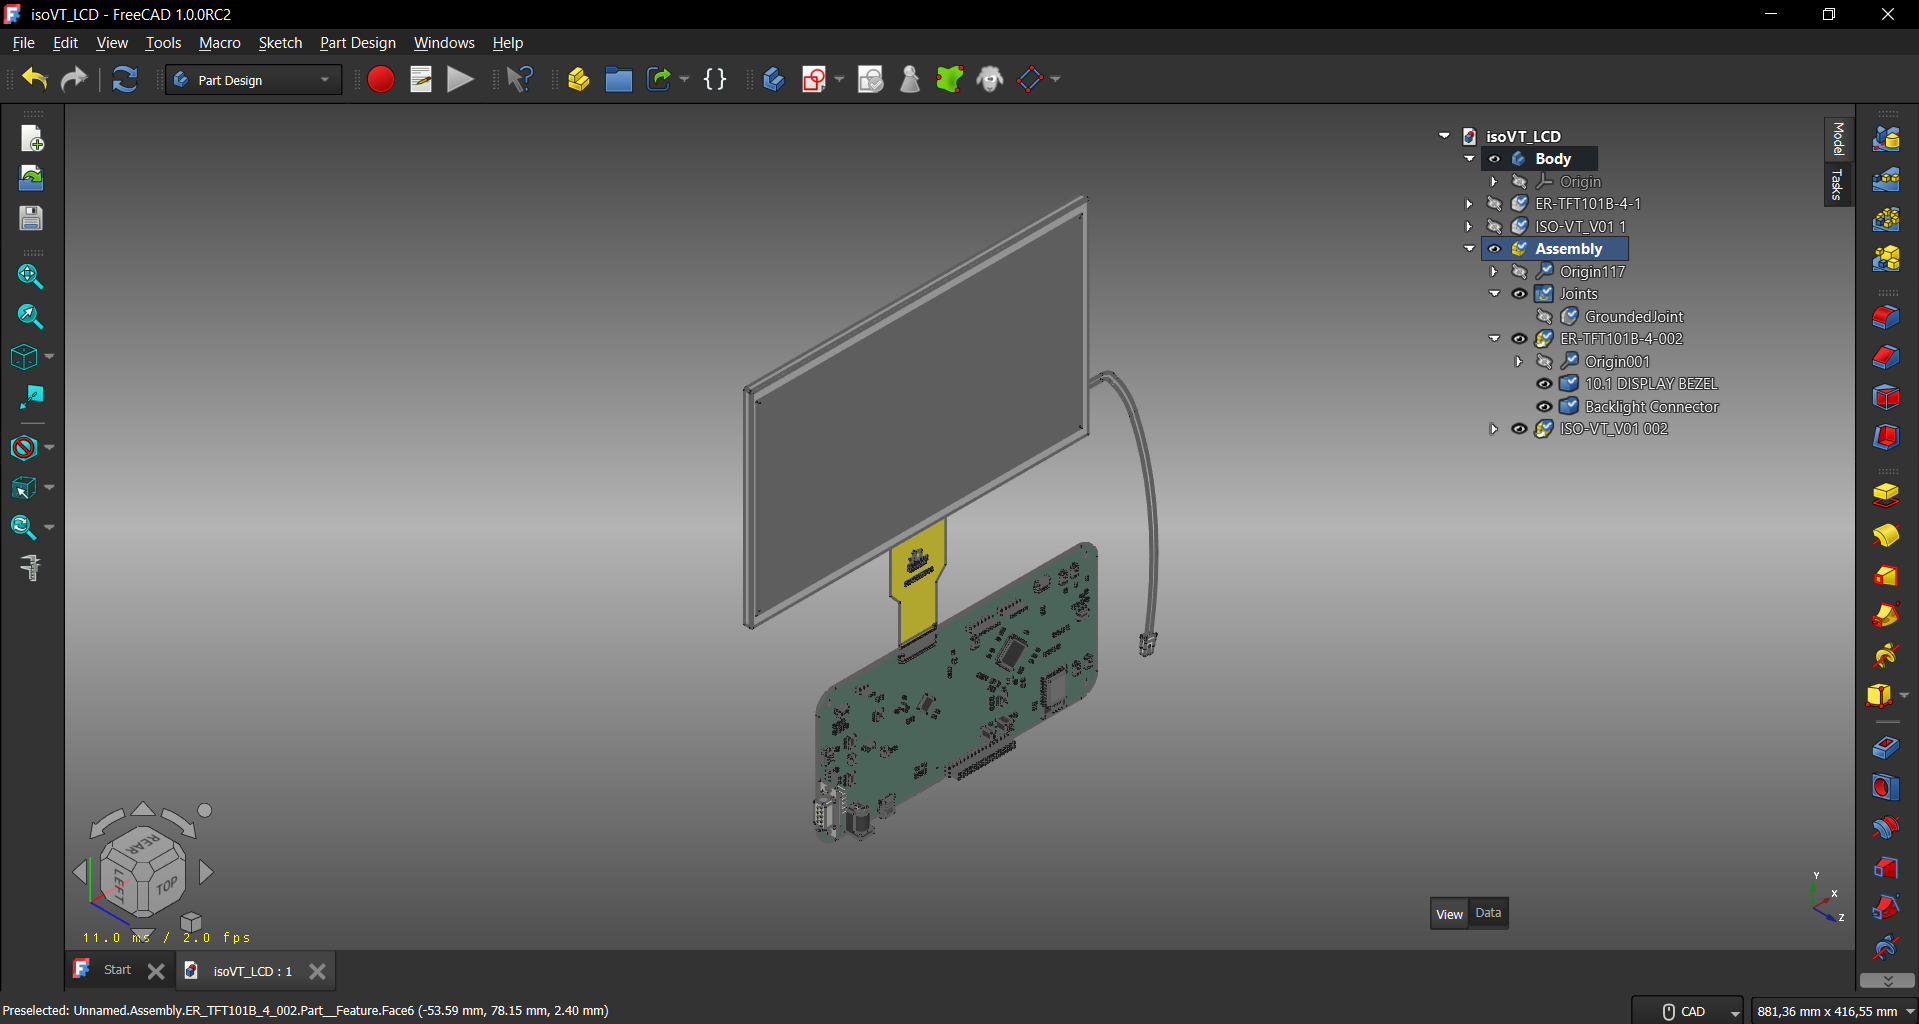 isoVT_LCD - FreeCAD 1.0.0RC2
File Edit View Tools Macro Sketch Part Design Windows Help
Part Design
isoVT_LCD
Body
Origin
ER-TFT101B-4-1
ISO-VT_V01 1
Assembly
Origin117
Joints
GroundedJoint
ER-TFT101B-4-002
Origin001
10.1 DISPLAY BEZEL
Backlight Connector
ISO-VT_V01 002
Model
Tasks
REAR
LEFT
TOP
11.0 ms / 2.0 fps
View Data
Y
X
Z
Start
isoVT_LCD : 1
Preselected: Unnamed.Assembly.ER_TFT101B_4_002.Part__Feature.Face6 (-53.59 mm, 78.15 mm, 2.40 mm)
CAD
881,36 mm x 416,55 mm